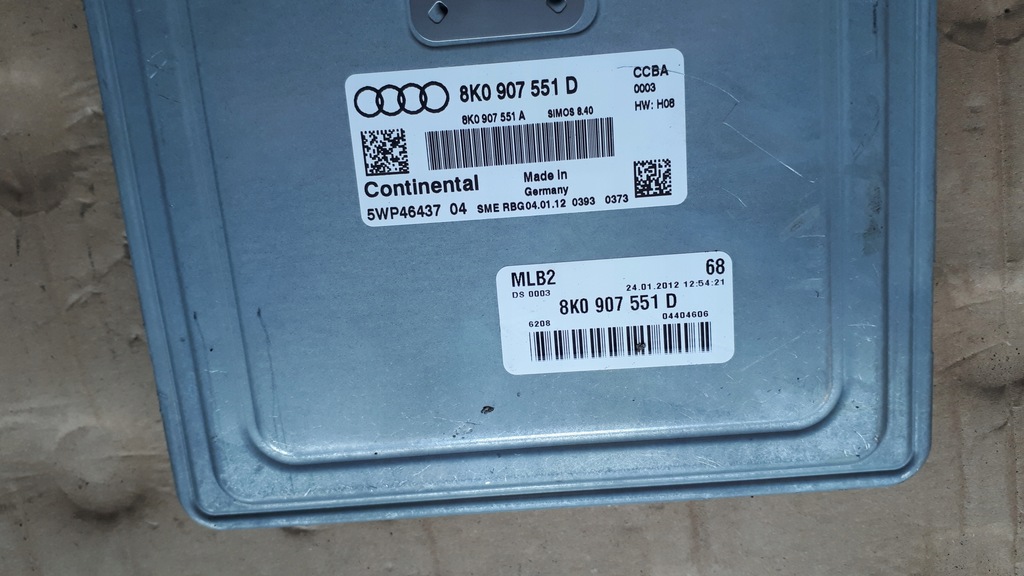 8K0 907 551 D
CCBA
0003
8K0 907 551 A SIMOS 8.40
HW: H08
Continental
Made in
Germany
5WP46437 04 SME RBG04.01.12 0393 0373
MLB2 68
DS 0003 24.01.2012 12:54:21
8K0 907 551 D
6208 04404606